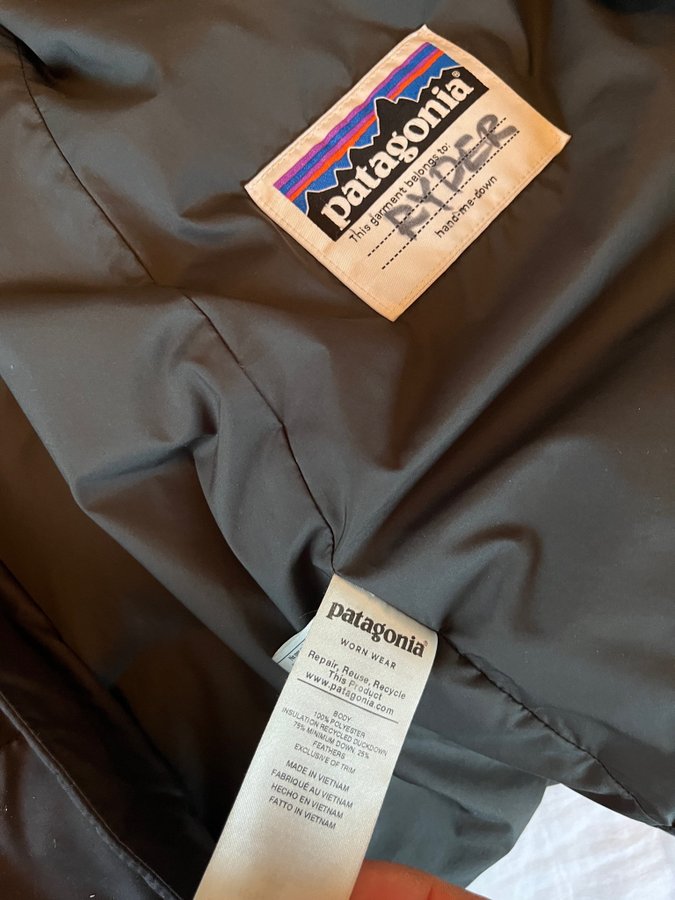 patagonia®
This garment belongs to:
RYDER
hand-me-down
patagonia®
WORN WEAR
Repair, Reuse, Recycle
This Product
www.patagonia.com
BODY
100% POLYESTER
INSULATION RECYCLED DUCKDOWN
75% MINIMUM DOWN, 25%
FEATHERS
EXCLUSIVE OF TRIM
MADE IN VIETNAM
FABRIQUÉ AU VIETNAM
HECHO EN VIETNAM
FATTO IN VIETNAM